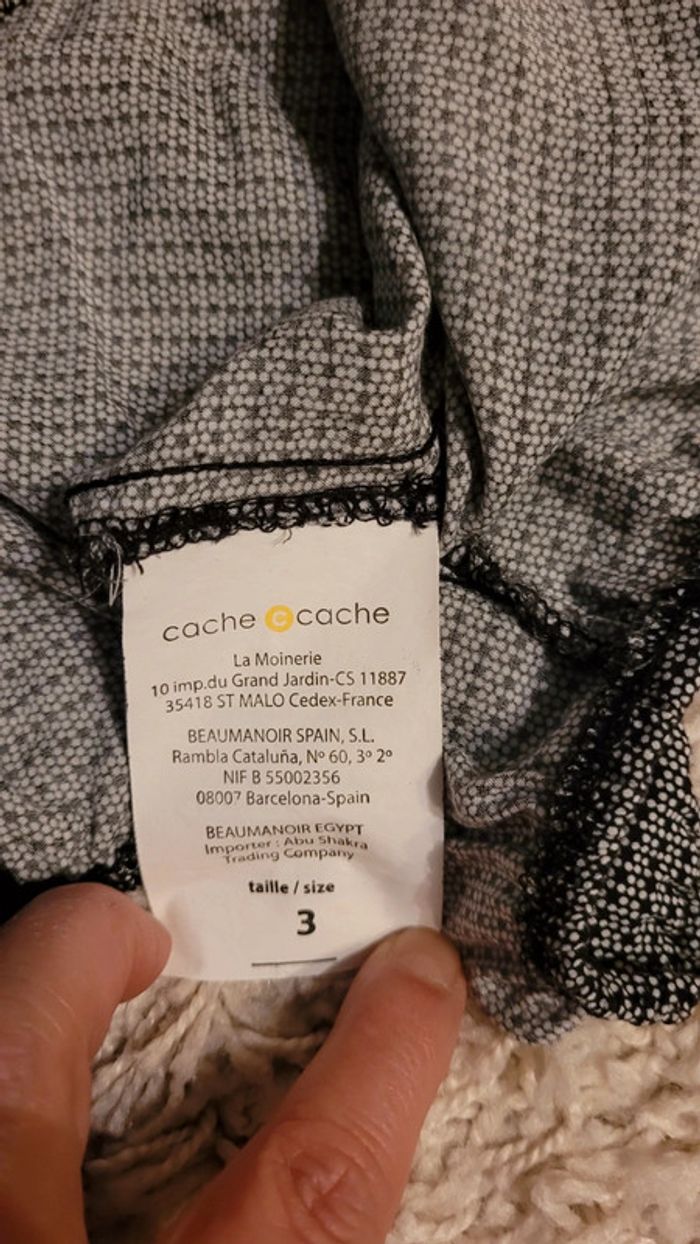 cache c cache
La Moinerie
10 imp.du Grand Jardin-CS 11887
35418 ST MALO Cedex-France
BEAUMANOIR SPAIN, S.L.
Rambla Cataluña, Nº 60, 3º 2º
NIF B 55002356
08007 Barcelona-Spain
BEAUMANOIR EGYPT
Importer : Abu Shakra
Trading Company
taille / size
3